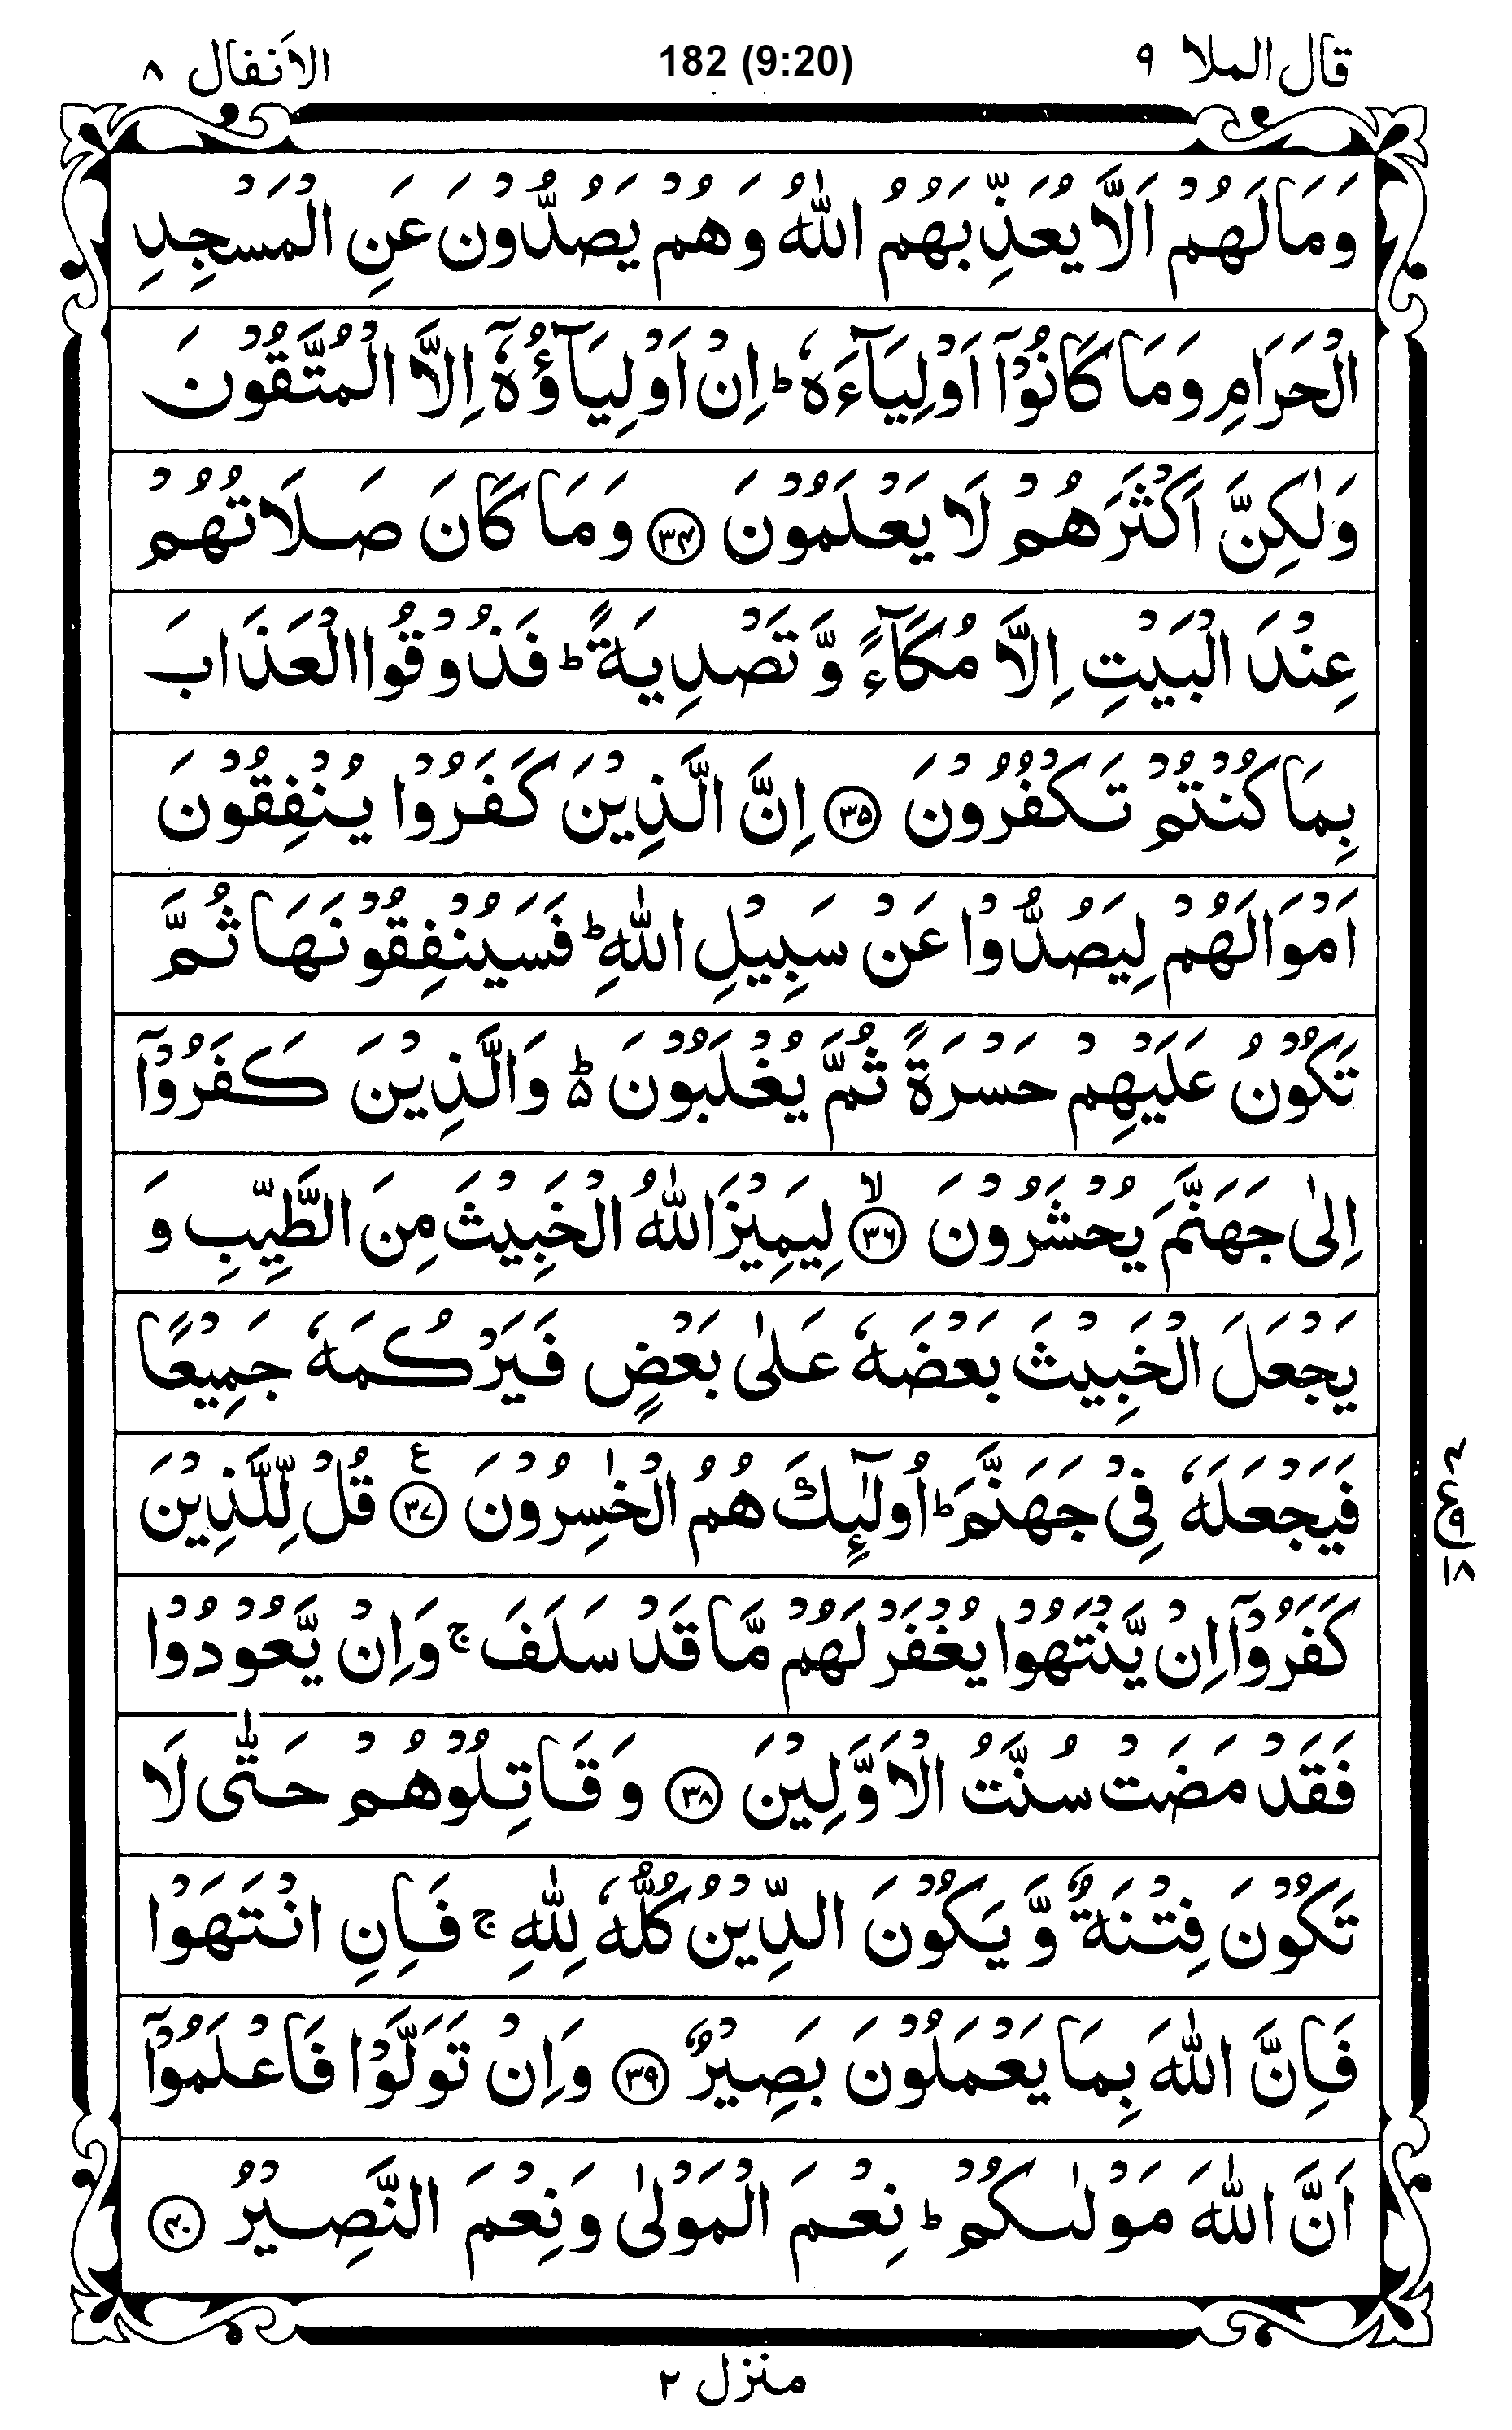 قال الملا ٩ 182 (9:20) الانفال ٨
وَمَا لَهُمْ اَلَّا يُعَذِّبَهُمُ اللّٰهُ وَهُمْ يَصُدُّوْنَ عَنِ الْمَسْجِدِ
الْحَرَامِ وَمَا كَانُوْۤا اَوْلِيَآءَهٗ ؕ اِنْ اَوْلِيَآؤُهٗۤ اِلَّا الْمُتَّقُوْنَ
وَلٰكِنَّ اَكْثَرَهُمْ لَا يَعْلَمُوْنَ ﴿۳۴﴾ وَمَا كَانَ صَلَاتُهُمْ
عِنْدَ الْبَيْتِ اِلَّا مُكَآءً وَّ تَصْدِيَةً ؕ فَذُوْقُوا الْعَذَابَ
بِمَا كُنْتُمْ تَكْفُرُوْنَ ﴿۳۵﴾ اِنَّ الَّذِيْنَ كَفَرُوْا يُنْفِقُوْنَ
اَمْوَالَهُمْ لِيَصُدُّوْا عَنْ سَبِيْلِ اللّٰهِ ؕ فَسَيُنْفِقُوْنَهَا ثُمَّ
تَكُوْنُ عَلَيْهِمْ حَسْرَةً ثُمَّ يُغْلَبُوْنَ ۬ؕ وَالَّذِيْنَ كَفَرُوْۤا
اِلٰى جَهَنَّمَ يُحْشَرُوْنَ ﴿۳۶﴾ۙ لِيَمِيْزَ اللّٰهُ الْخَبِيْثَ مِنَ الطَّيِّبِ وَ
يَجْعَلَ الْخَبِيْثَ بَعْضَهٗ عَلٰى بَعْضٍ فَيَرْكُمَهٗ جَمِيْعًا
فَيَجْعَلَهٗ فِيْ جَهَنَّمَ ؕ اُولٰٓئِكَ هُمُ الْخٰسِرُوْنَ ﴿۳۷﴾ع قُلْ لِّلَّذِيْنَ
كَفَرُوْۤا اِنْ يَّنْتَهُوْا يُغْفَرْ لَهُمْ مَّا قَدْ سَلَفَ ۚ وَاِنْ يَّعُوْدُوْا
فَقَدْ مَضَتْ سُنَّتُ الْاَوَّلِيْنَ ﴿۳۸﴾ وَقَاتِلُوْهُمْ حَتّٰى لَا
تَكُوْنَ فِتْنَةٌ وَّ يَكُوْنَ الدِّيْنُ كُلُّهٗ لِلّٰهِ ۚ فَاِنِ انْتَهَوْا
فَاِنَّ اللّٰهَ بِمَا يَعْمَلُوْنَ بَصِيْرٌ ﴿۳۹﴾ وَاِنْ تَوَلَّوْا فَاعْلَمُوْۤا
اَنَّ اللّٰهَ مَوْلٰىكُمْ ؕ نِعْمَ الْمَوْلٰى وَنِعْمَ النَّصِيْرُ ﴿۴۰﴾
۴
ع ۹
۱۸
منزل ۲